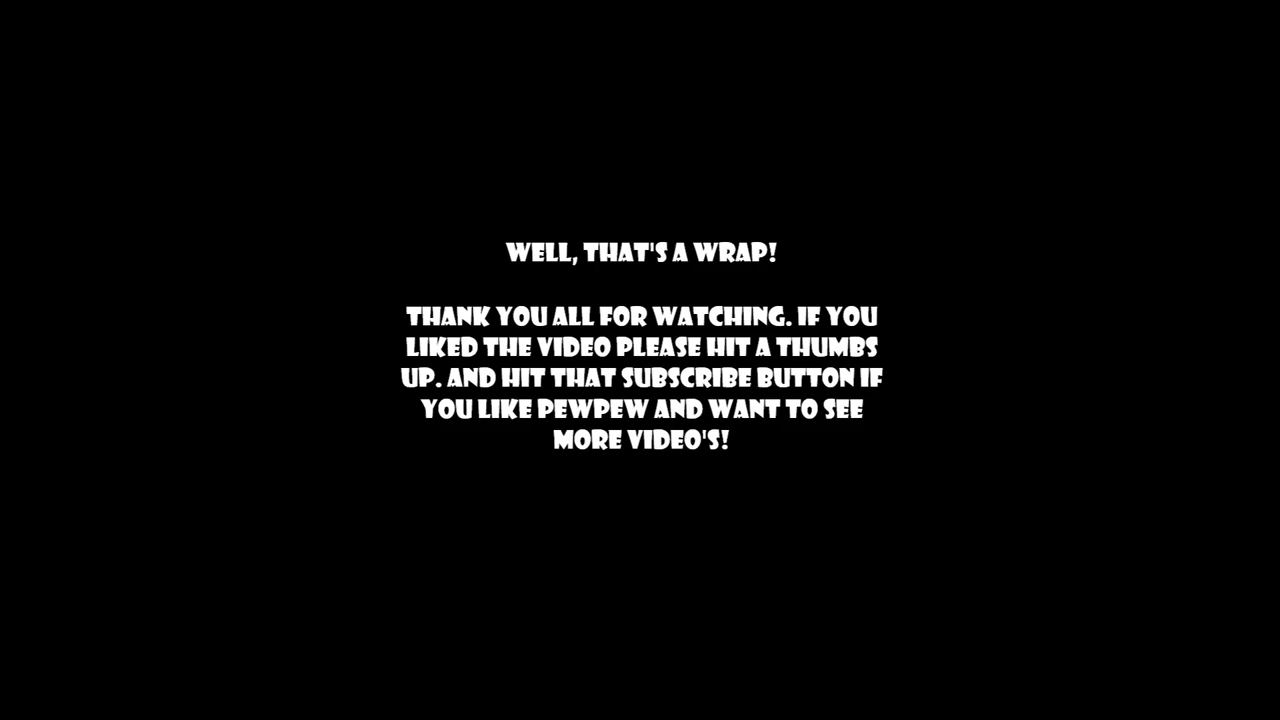 WELL, THAT'S A WRAP!
THANK YOU ALL FOR WATCHING. IF YOU
LIKED THE VIDEO PLEASE HIT A THUMBS
UP. AND HIT THAT SUBSCRIBE BUTTON IF
YOU LIKE PEWPEW AND WANT TO SEE
MORE VIDEO'S!